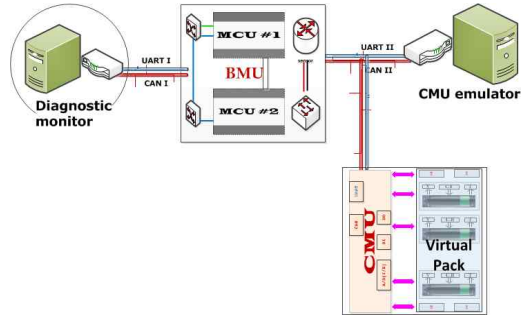 UART I
CAN I
Diagnostic
monitor
MCU #1
BMU
MCU #2
UART II
CAN II
CMU emulator
CMU
Virtual
Pack